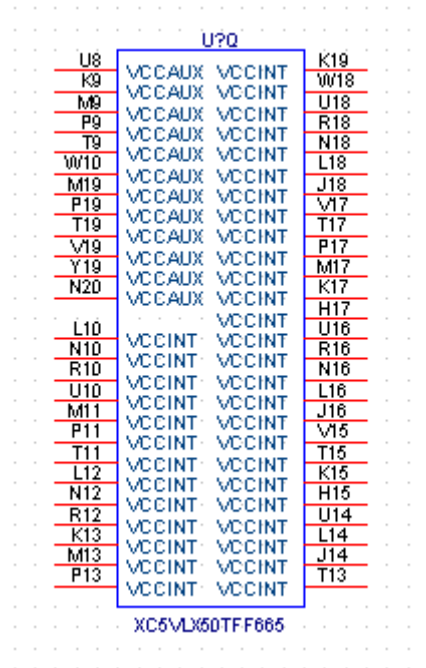 U?Q
U8 VCCAUX VCCINT K19
K9 VCCAUX VCCINT W18
M9 VCCAUX VCCINT U18
P9 VCCAUX VCCINT R18
T9 VCCAUX VCCINT N18
W10 VCCAUX VCCINT L18
M19 VCCAUX VCCINT J18
P19 VCCAUX VCCINT V17
T19 VCCAUX VCCINT T17
V19 VCCAUX VCCINT P17
Y19 VCCAUX VCCINT M17
N20 VCCAUX VCCINT K17
VCCINT H17
L10 VCCINT VCCINT U16
N10 VCCINT VCCINT R16
R10 VCCINT VCCINT N16
U10 VCCINT VCCINT L16
M11 VCCINT VCCINT J16
P11 VCCINT VCCINT V15
T11 VCCINT VCCINT T15
L12 VCCINT VCCINT K15
N12 VCCINT VCCINT H15
R12 VCCINT VCCINT U14
K13 VCCINT VCCINT L14
M13 VCCINT VCCINT J14
P13 VCCINT VCCINT T13
XC5VLX50TFF665